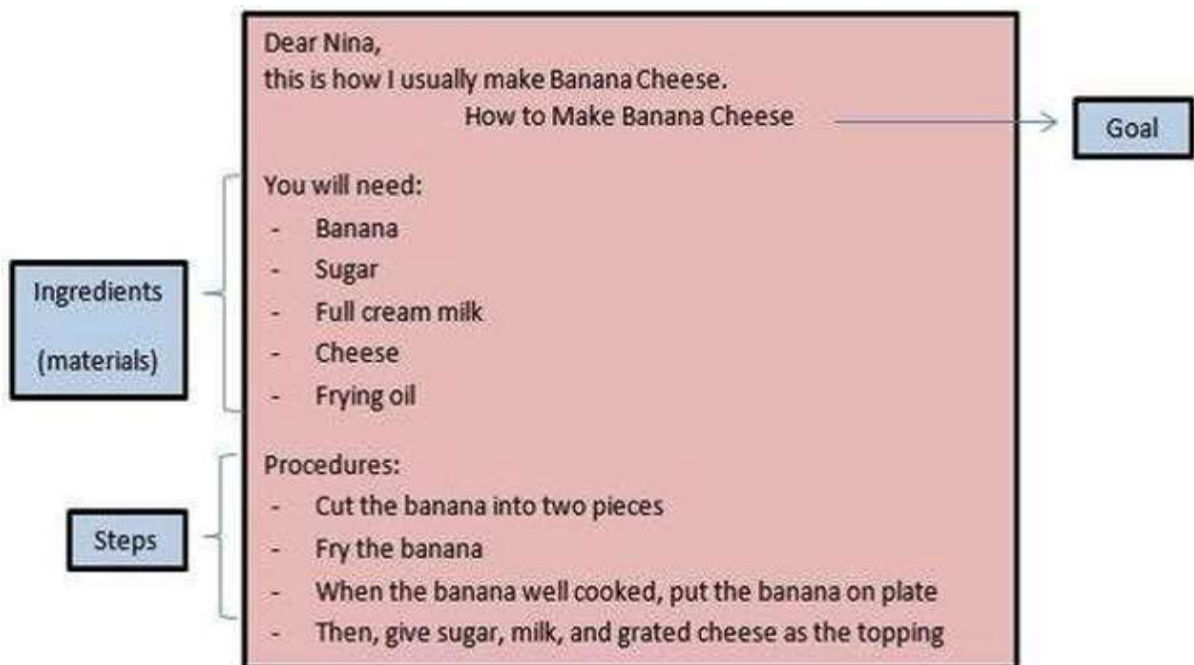 Dear Nina,
this is how I usually make Banana Cheese.
How to Make Banana Cheese
Goal
You will need:
- Banana
- Sugar
- Full cream milk
- Cheese
- Frying oil
Ingredients
(materials)
Procedures:
- Cut the banana into two pieces
- Fry the banana
- When the banana well cooked, put the banana on plate
- Then, give sugar, milk, and grated cheese as the topping
Steps